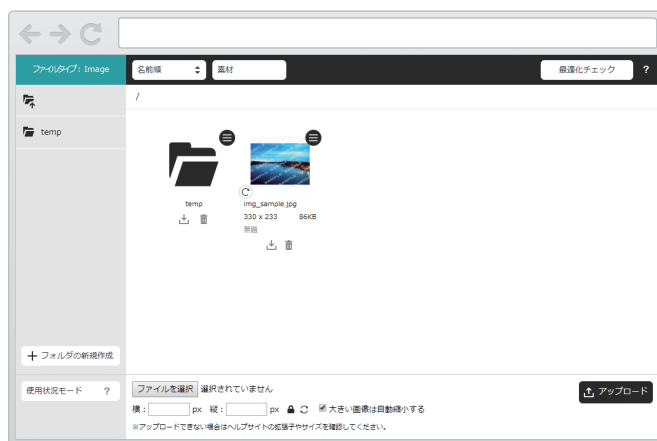 ファイルタイプ: Image
名前順
素材
最適化チェック
?
/
temp
temp
img_sample.jpg
330 x 233 86KB
無題
フォルダの新規作成
使用状況モード ?
ファイルを選択 選択されていません
アップロード
横: px 縦: px 大きい画像は自動縮小する
※アップロードできない場合はヘルプサイトの拡張子やサイズを確認してください。